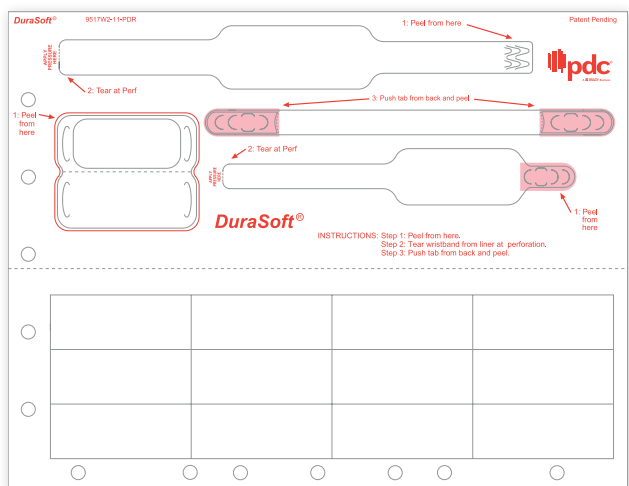 DuraSoft® 9517W2-11-PDR Patent Pending
1: Peel from here
APPLY
PRESSURE
HERE
pdc
A BRADY Business
2: Tear at Perf
1: Peel
from
here
3: Push tab from back and peel
2: Tear at Perf
APPLY
PRESSURE
HERE
1: Peel
from
here
DuraSoft®
INSTRUCTIONS: Step 1: Peel from here.
Step 2: Tear wristband from liner at perforation.
Step 3: Push tab from back and peel.